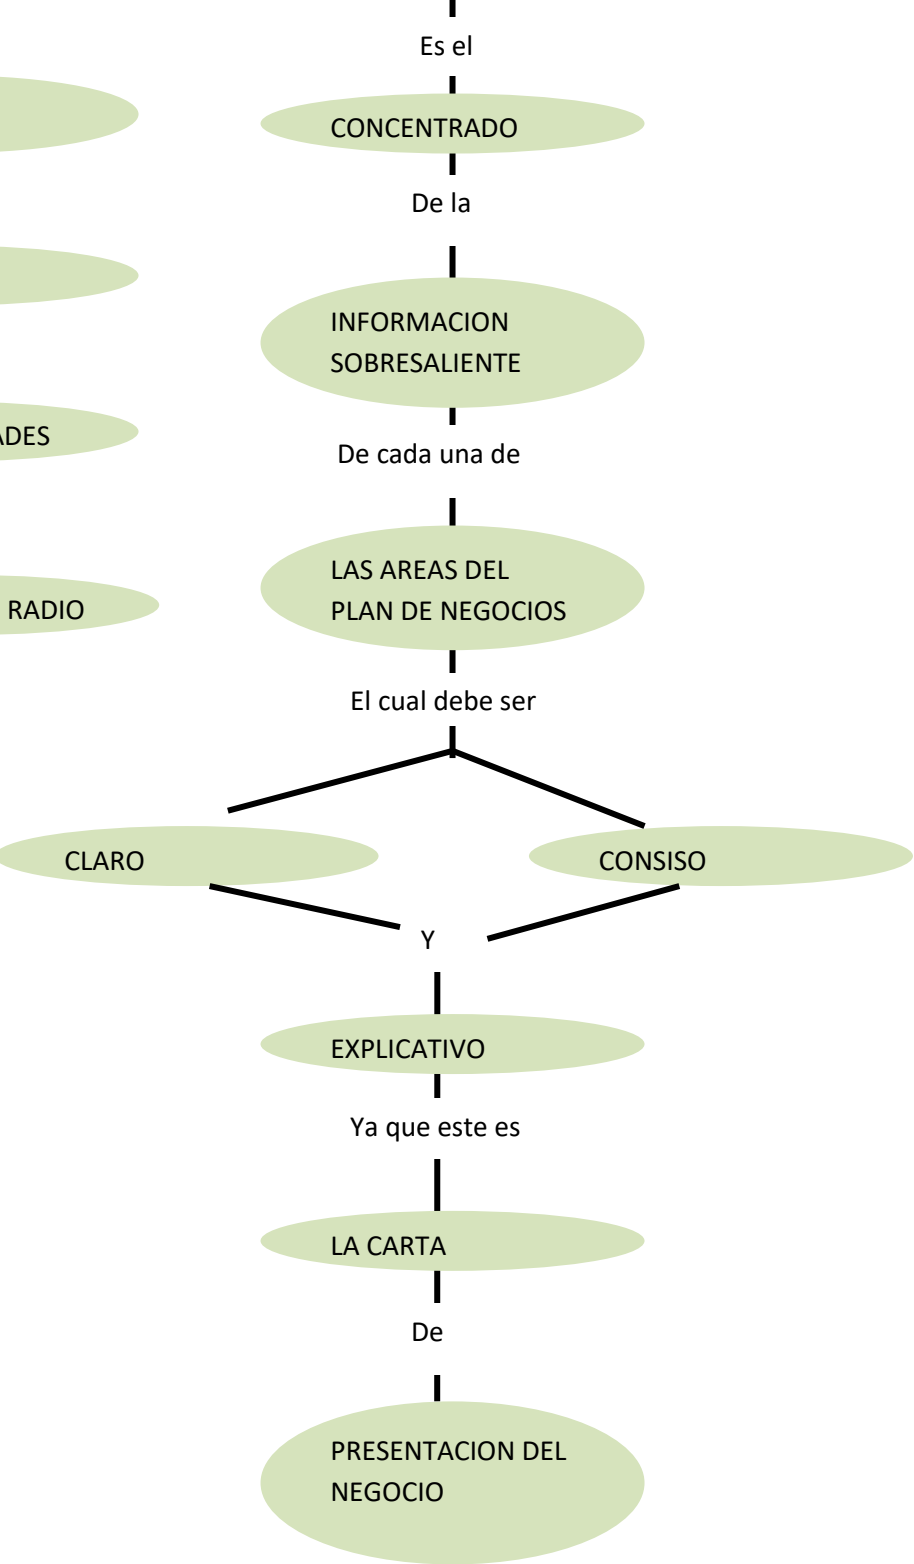 Es el
CONCENTRADO
De la
INFORMACION
SOBRESALIENTE
ADES
De cada una de
LAS AREAS DEL
PLAN DE NEGOCIOS
RADIO
El cual debe ser
CLARO
CONSISO
Y
EXPLICATIVO
Ya que este es
LA CARTA
De
PRESENTACION DEL
NEGOCIO